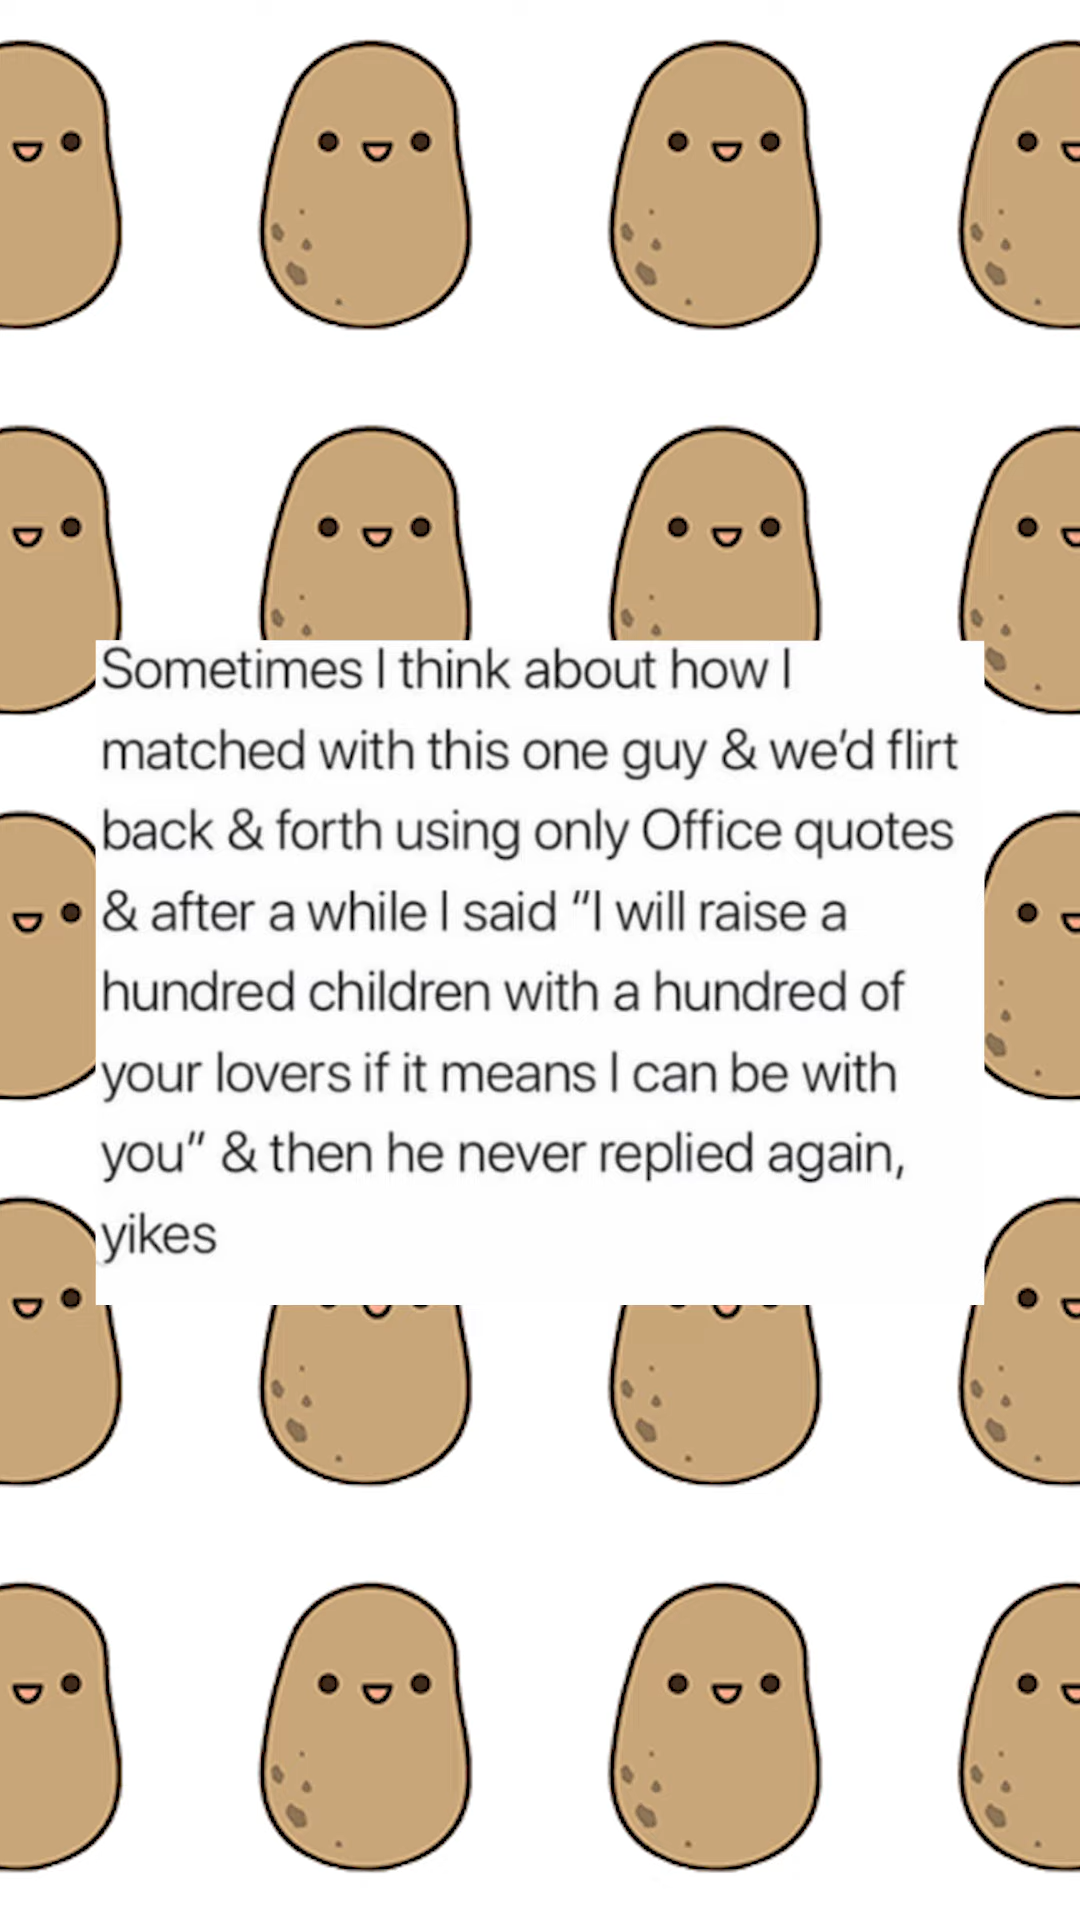 Sometimes I think about how I
matched with this one guy & we’d flirt
back & forth using only Office quotes
& after a while I said “I will raise a
hundred children with a hundred of
your lovers if it means I can be with
you” & then he never replied again,
yikes